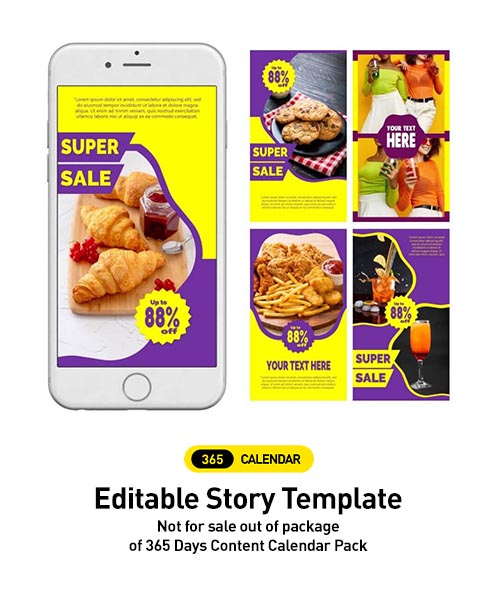 "Lorem ipsum dolor sit amet, consectetur adipiscing elit, sed
do eiusmod tempor incididunt ut labore et dolore magna aliqua.
Ut enim ad minim veniam, quis nostrud exercitation
ullamco laboris nisi ut aliquip ex ea commodo consequat."
SUPER
SALE
Up to
88%
off
Up to
88%
off
SUPER
SALE
YOUR TEXT
HERE
Up to
88%
off
YOUR TEXT HERE
Up to
88%
off
SUPER
SALE
365 CALENDAR
Editable Story Template
Not for sale out of package
of 365 Days Content Calendar Pack